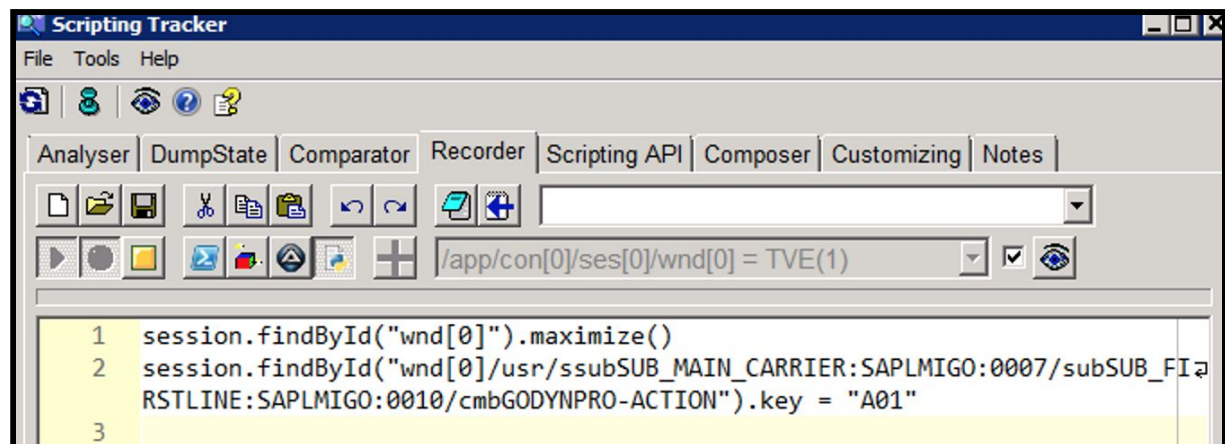 Scripting Tracker
File Tools Help
Analyser DumpState Comparator Recorder Scripting API Composer Customizing Notes
/app/con[0]/ses[0]/wnd[0] = TVE(1)
1 session.findById("wnd[0]").maximize()
2 session.findById("wnd[0]/usr/ssubSUB_MAIN_CARRIER:SAPLMIGO:0007/subSUB_FI
RSTLINE:SAPLMIGO:0010/cmbGODYNPRO-ACTION").key = "A01"
3